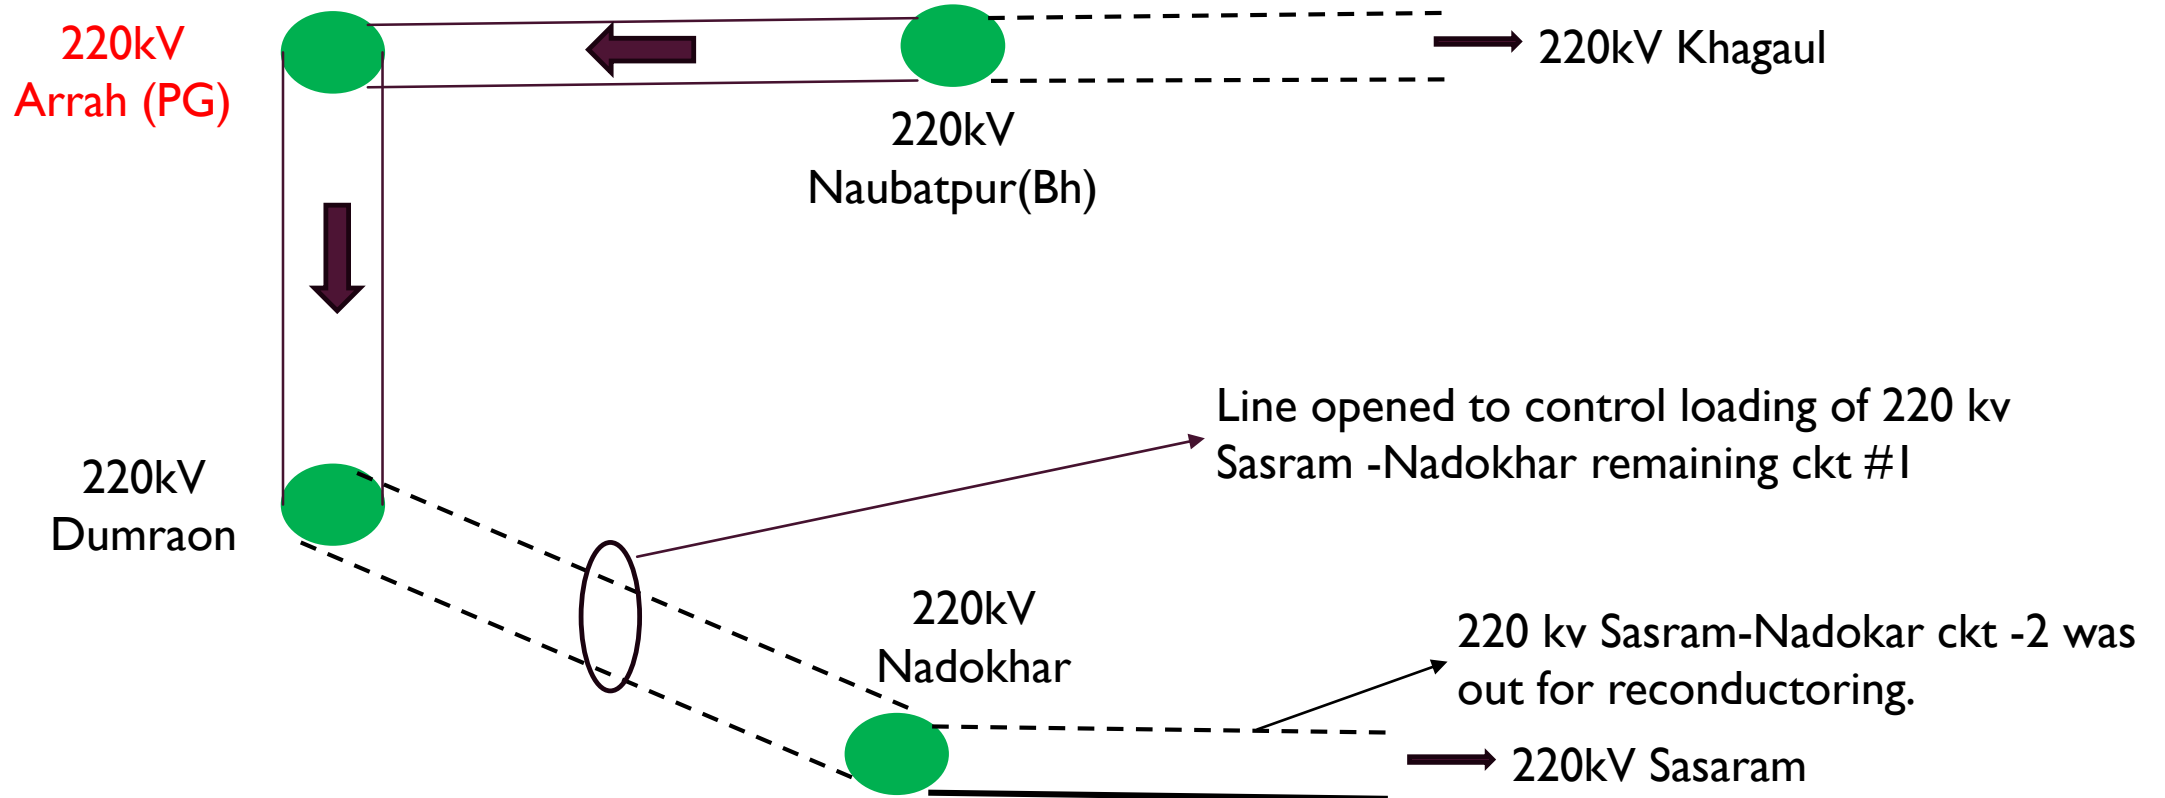 220kV
Arrah (PG)
220kV Khagaul
220kV
Naubatpur(Bh)
Line opened to control loading of 220 kv
Sasram -Nadokhar remaining ckt #1
220kV
Dumraon
220kV
Nadokhar
220 kv Sasram-Nadokar ckt -2 was
out for reconductoring.
220kV Sasaram